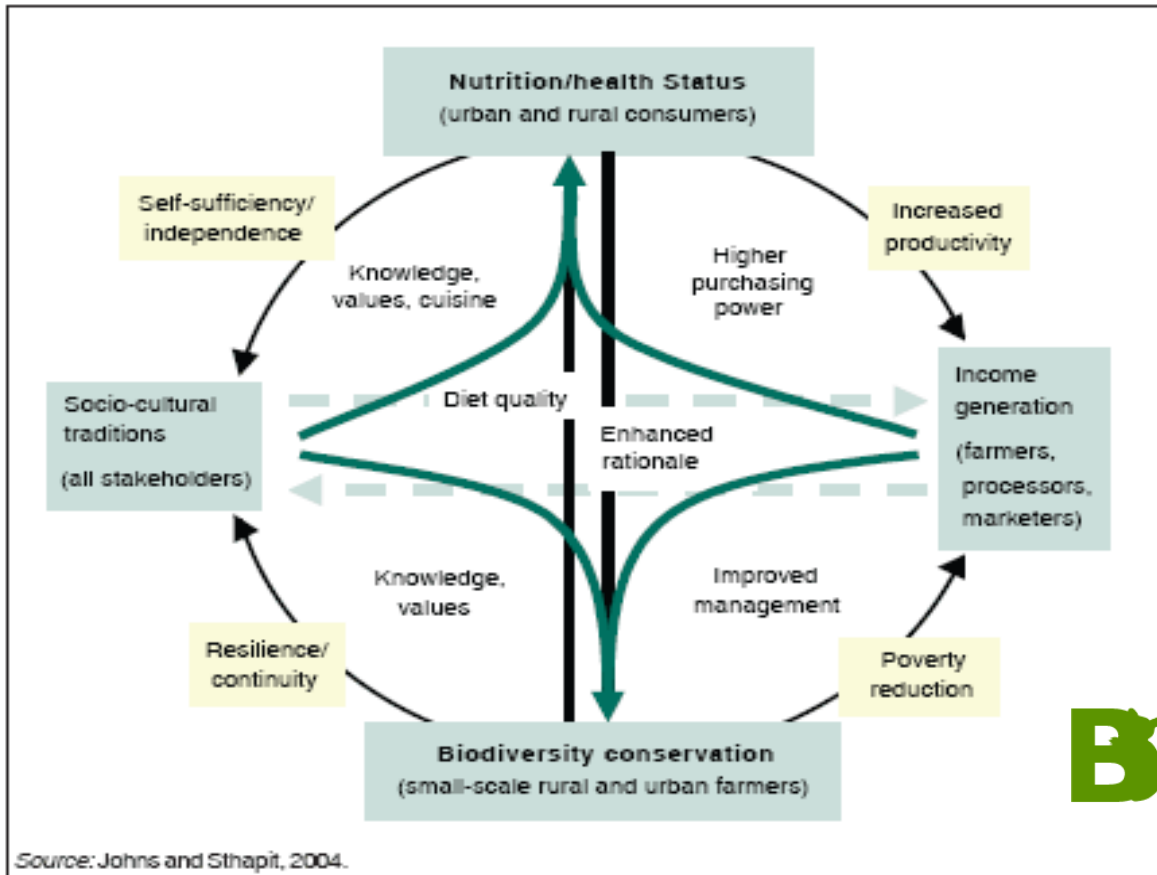 Nutrition/health Status
(urban and rural consumers)
Self-sufficiency/
independence
Increased
productivity
Knowledge,
values, cuisine
Higher
purchasing
power
Socio-cultural
traditions
(all stakeholders)
Diet quality
Enhanced
rationale
Income
generation
(farmers,
processors,
marketers)
Knowledge,
values
Improved
management
Resilience/
continuity
Poverty
reduction
Biodiversity conservation
(small-scale rural and urban farmers)
B
Source: Johns and Sthapit, 2004.